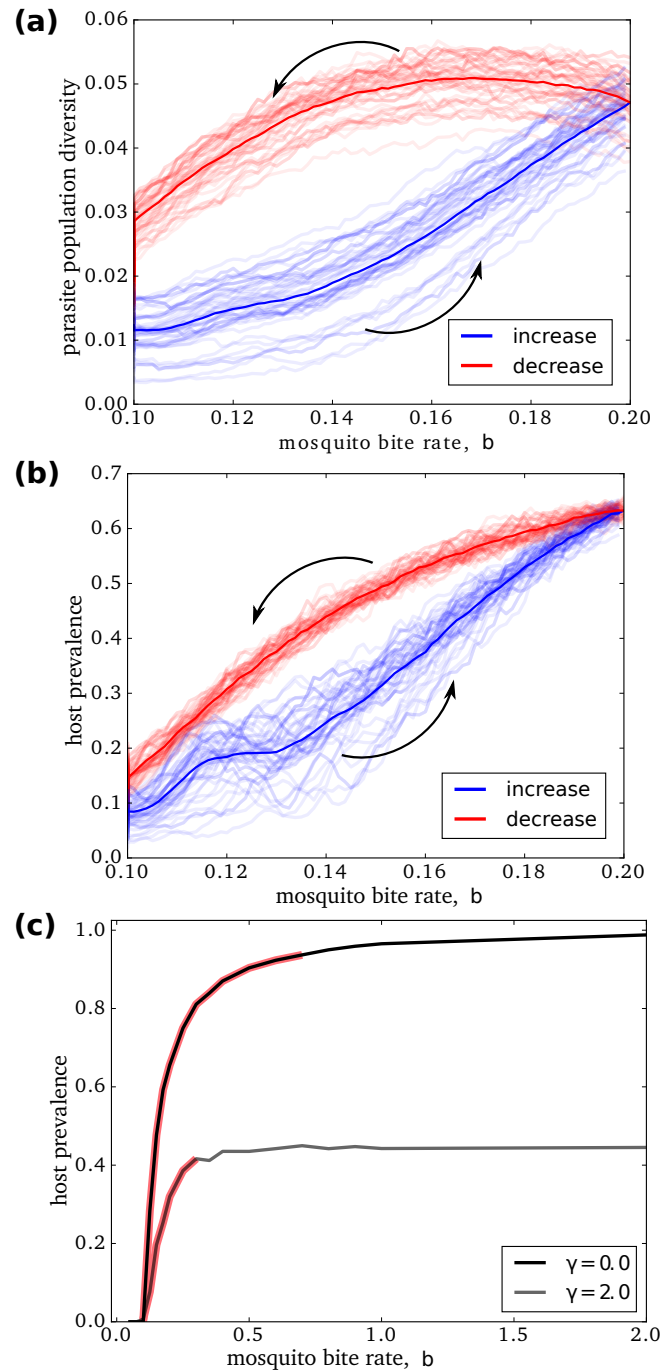 (a)
0.06
0.05
0.04
0.03
0.02
0.01
0.00
parasite population diversity
increase
decrease
0.10 0.12 0.14 0.16 0.18 0.20
mosquito bite rate, b
(b)
0.7
0.6
0.5
0.4
0.3
0.2
0.1
0.0
host prevalence
increase
decrease
0.10 0.12 0.14 0.16 0.18 0.20
mosquito bite rate, b
(c)
1.0
0.8
0.6
0.4
0.2
0.0
host prevalence
γ=0.0
γ=2.0
0.0 0.5 1.0 1.5 2.0
mosquito bite rate, b